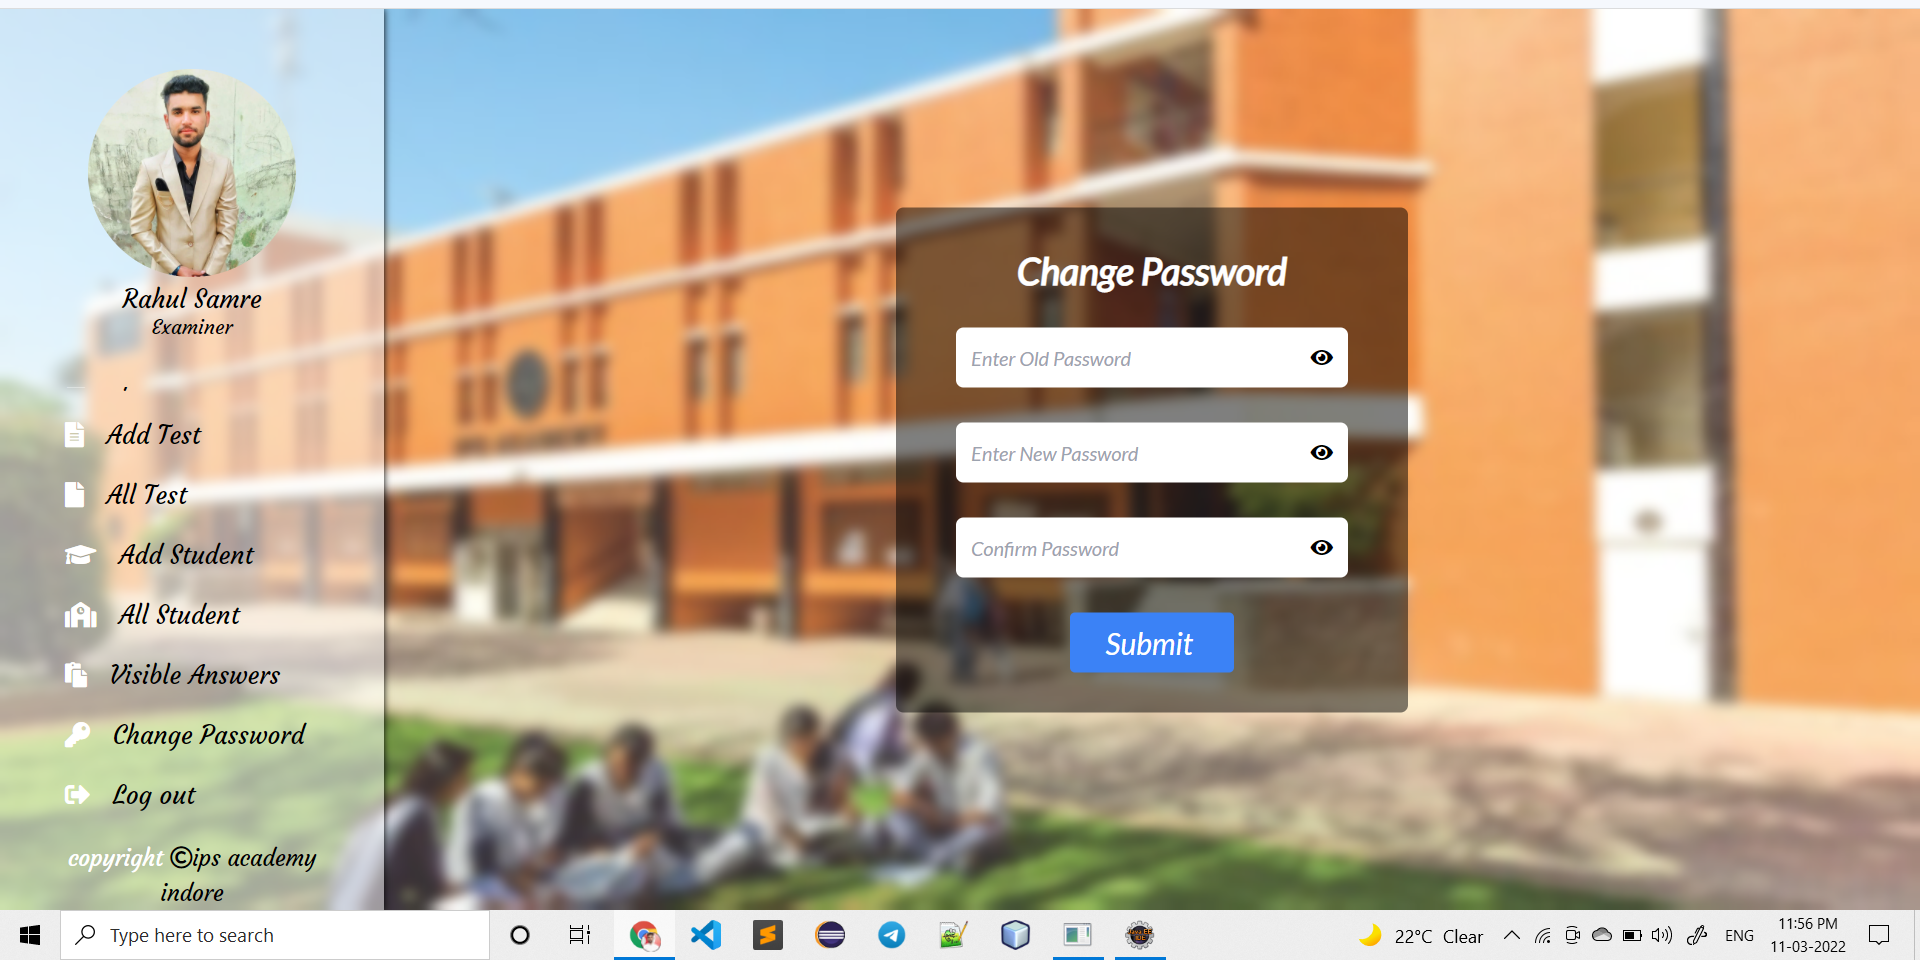 Rahul Samre
Examiner
Add Test
All Test
Add Student
All Student
Visible Answers
Change Password
Log out
copyright ©ips academy
indore
Change Password
Enter Old Password
Enter New Password
Confirm Password
Submit
Type here to search
22°C Clear
ENG
11:56 PM
11-03-2022